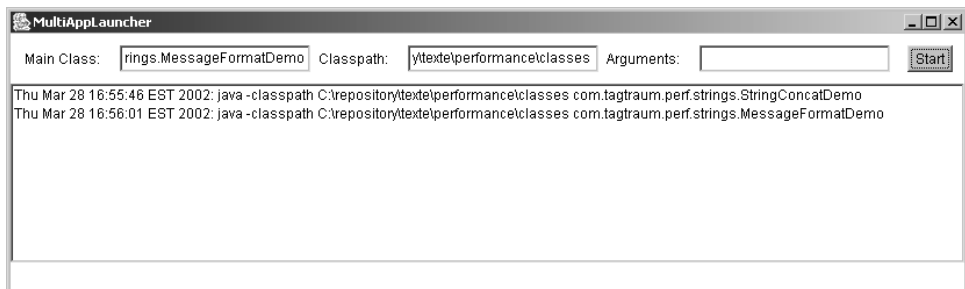 MultiAppLauncher
Main Class: rings.MessageFormatDemo Classpath: y\texte\performance\classes Arguments: Start
Thu Mar 28 16:55:46 EST 2002: java -classpath C:\repository\texte\performance\classes com.tagtraum.perf.strings.StringConcatDemo
Thu Mar 28 16:56:01 EST 2002: java -classpath C:\repository\texte\performance\classes com.tagtraum.perf.strings.MessageFormatDemo